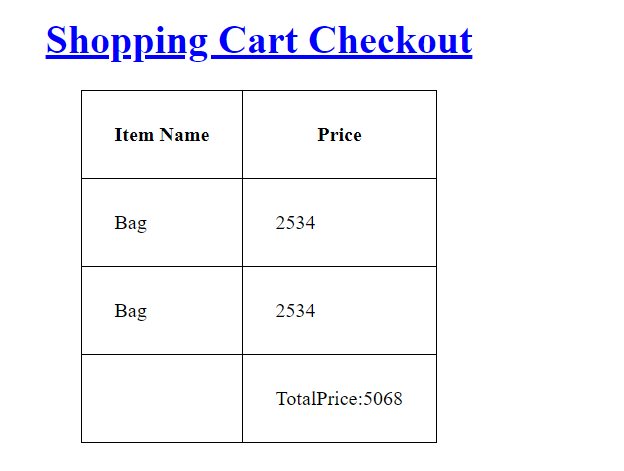 Shopping Cart Checkout
Item Name Price
Bag 2534
Bag 2534
TotalPrice:5068